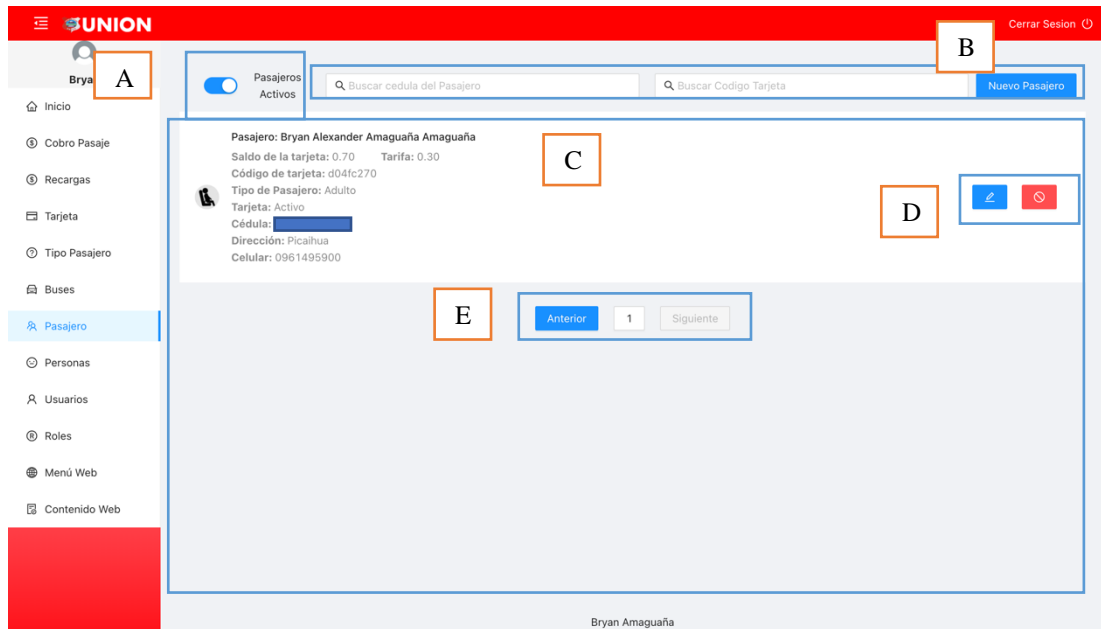 UNION
Cerrar Sesion
B
A
Brya
Inicio
Cobro Pasaje
Recargas
Tarjeta
Tipo Pasajero
Buses
Pasajero
Personas
Usuarios
Roles
Menú Web
Contenido Web
Pasajeros
Activos
Buscar cedula del Pasajero
Buscar Codigo Tarjeta
Nuevo Pasajero
Pasajero: Bryan Alexander Amaguaña Amaguaña
Saldo de la tarjeta: 0.70 Tarifa: 0.30
Código de tarjeta: d04fc270
Tipo de Pasajero: Adulto
Tarjeta: Activo
Cédula:
Dirección: Picaihua
Celular: 0961495900
C
D
E
Anterior
1
Siguiente
Bryan Amaguaña